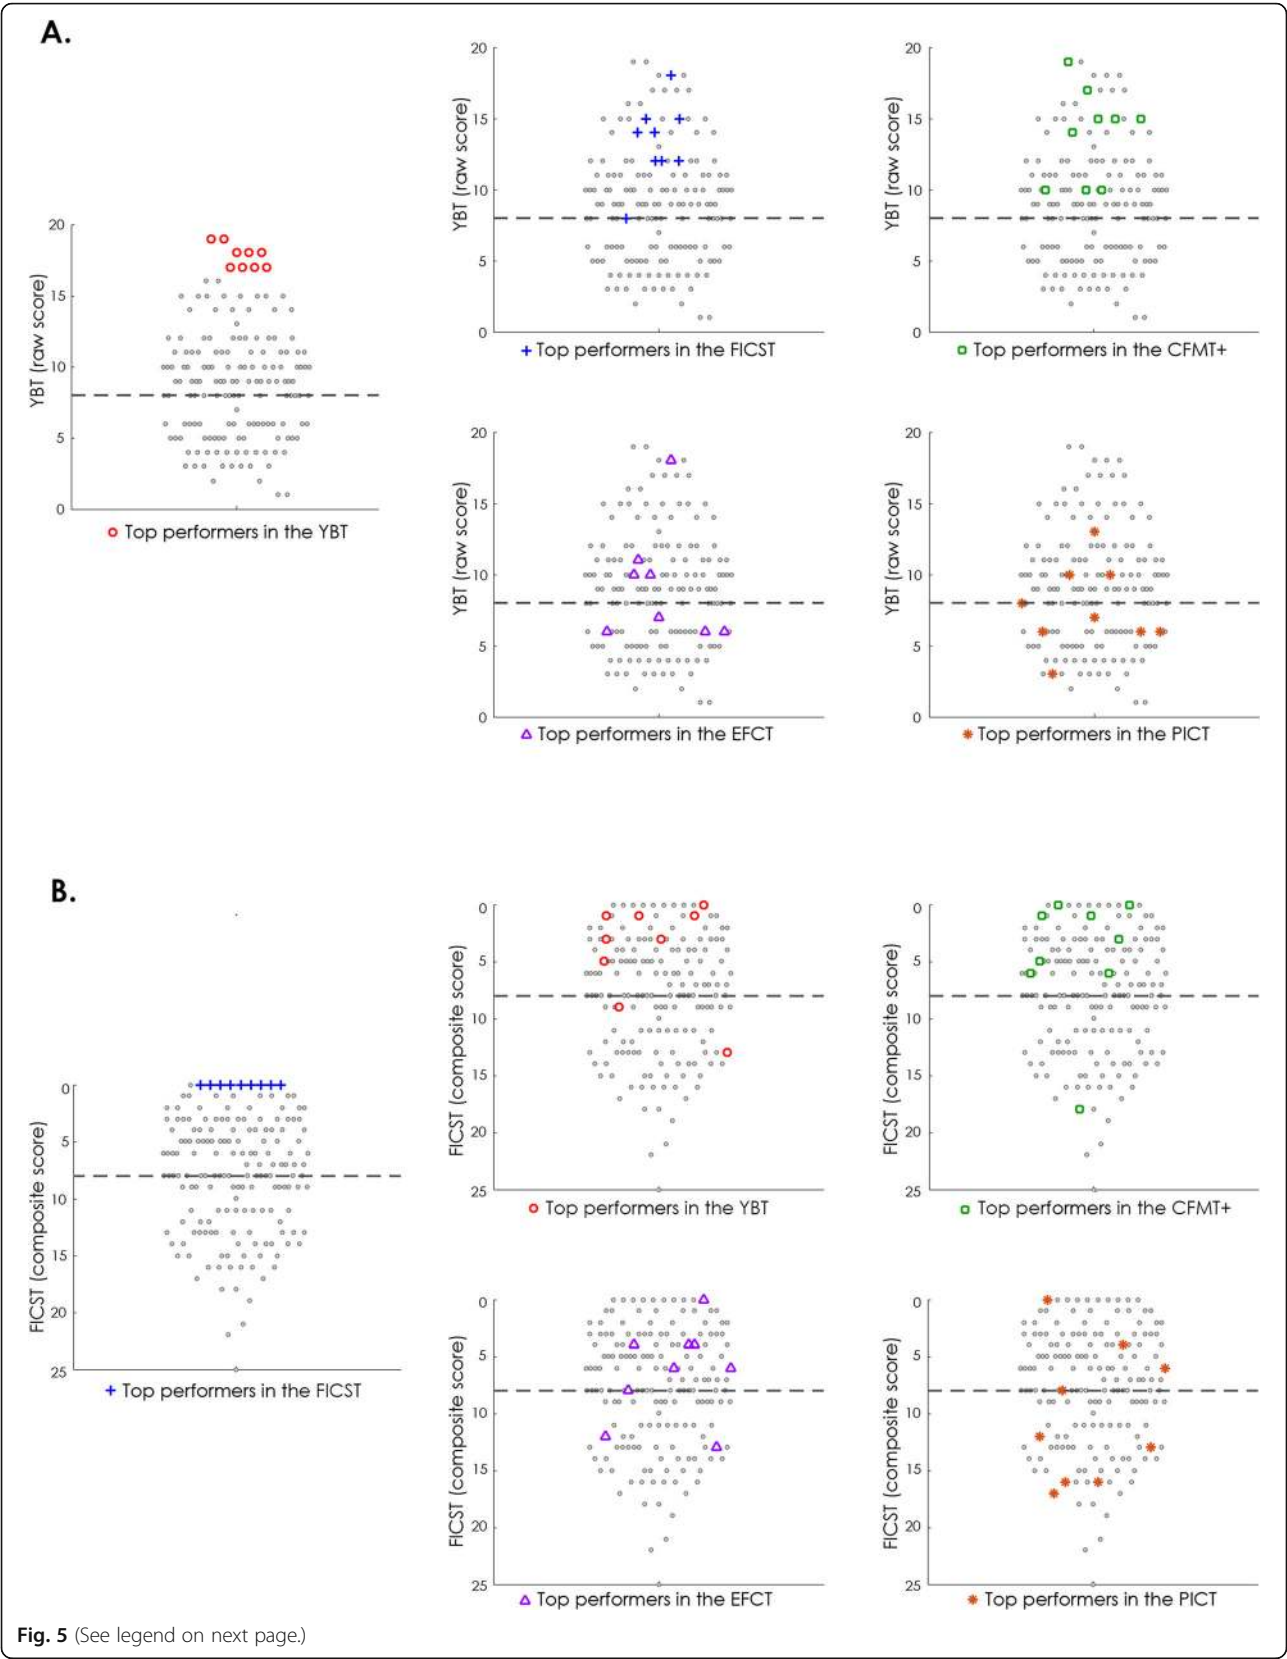 A.
20
15
10
5
0
YBT (raw score)
Top performers in the YBT
20
15
10
5
0
YBT (raw score)
Top performers in the FICST
20
15
10
5
0
YBT (raw score)
Top performers in the CFMT+
20
15
10
5
0
YBT (raw score)
Top performers in the EFCT
20
15
10
5
0
YBT (raw score)
Top performers in the PICT
B.
0
5
10
15
20
25
FICST (composite score)
Top performers in the FICST
0
5
10
15
20
25
FICST (composite score)
Top performers in the YBT
0
5
10
15
20
25
FICST (composite score)
Top performers in the CFMT+
0
5
10
15
20
25
FICST (composite score)
Top performers in the EFCT
0
5
10
15
20
25
FICST (composite score)
Top performers in the PICT
Fig. 5 (See legend on next page.)